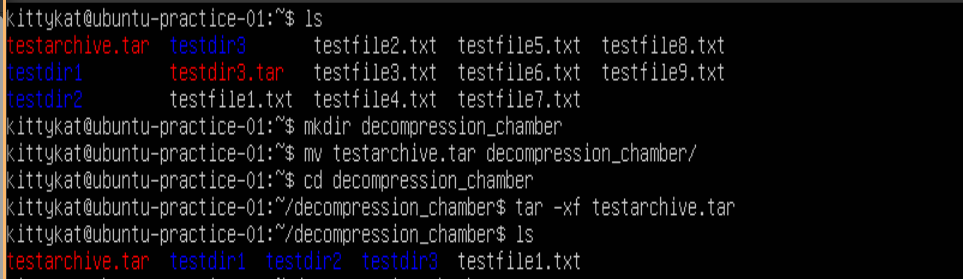 kittykat@ubuntu-practice-01:~$ ls
testarchive.tar testdir3 testfile2.txt testfile5.txt testfile8.txt
testdir1 testdir3.tar testfile3.txt testfile6.txt testfile9.txt
testdir2 testfile1.txt testfile4.txt testfile7.txt
kittykat@ubuntu-practice-01:~$ mkdir decompression_chamber
kittykat@ubuntu-practice-01:~$ mv testarchive.tar decompression_chamber/
kittykat@ubuntu-practice-01:~$ cd decompression_chamber
kittykat@ubuntu-practice-01:~/decompression_chamber$ tar -xf testarchive.tar
kittykat@ubuntu-practice-01:~/decompression_chamber$ ls
testarchive.tar testdir1 testdir2 testdir3 testfile1.txt